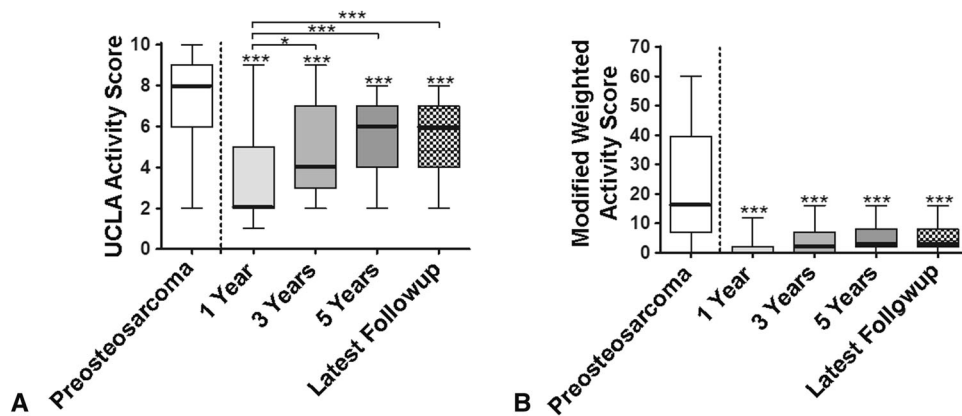 ***
***
*
***
***
***
***
10
8
6
4
2
0
UCLA Activity Score
Preosteosarcoma
1 Year
3 Years
5 Years
Latest Followup
A
70
60
50
40
30
20
10
0
Modified Weighted
Activity Score
***
***
***
***
Preosteosarcoma
1 Year
3 Years
5 Years
Latest Followup
B